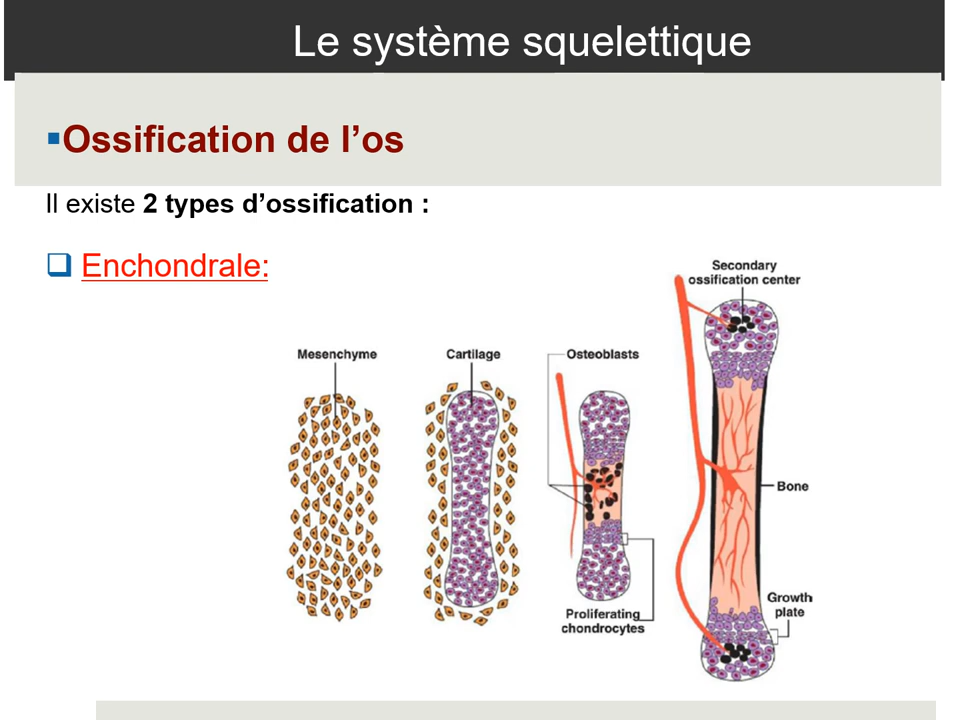 Le système squelettique
Ossification de l’os
Il existe 2 types d’ossification :
Enchondrale:
Secondary
ossification center
Mesenchyme
Cartilage
Osteoblasts
Bone
Growth
plate
Proliferating
chondrocytes